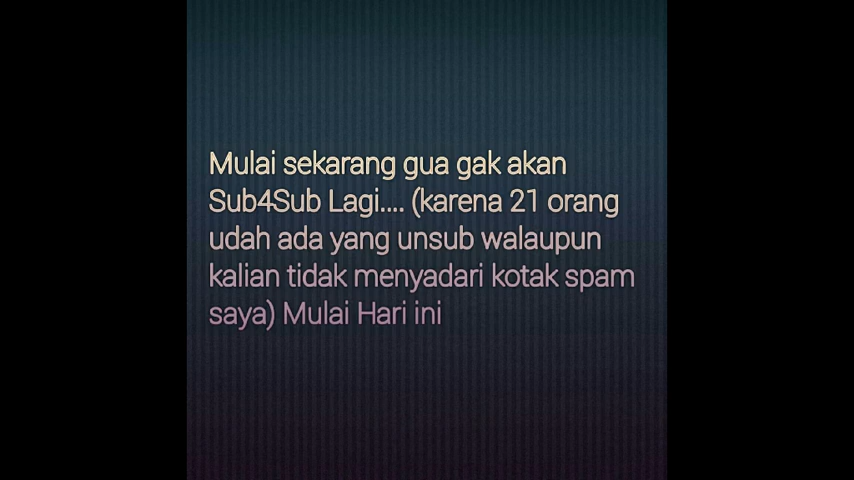 Mulai sekarang gua gak akan
Sub4Sub Lagi.... (karena 21 orang
udah ada yang unsub walaupun
kalian tidak menyadari kotak spam
saya) Mulai Hari ini